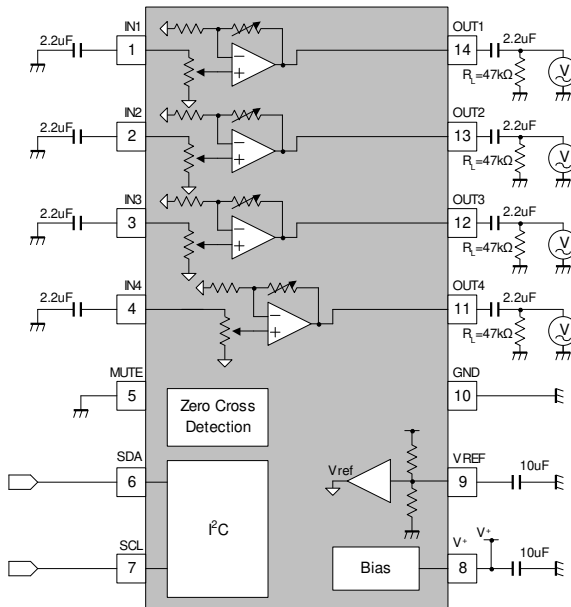 IN1
OUT1
2.2uF
1
14
2.2uF
RL=47kΩ
V
IN2
OUT2
2.2uF
2
13
2.2uF
RL=47kΩ
V
IN3
OUT3
2.2uF
3
12
2.2uF
RL=47kΩ
V
IN4
OUT4
2.2uF
4
11
2.2uF
RL=47kΩ
V
MUTE
GND
5
10
Zero Cross
Detection
SDA
VREF
6
Vref
9
10uF
I²C
SCL
V+
V+
7
Bias
8
10uF